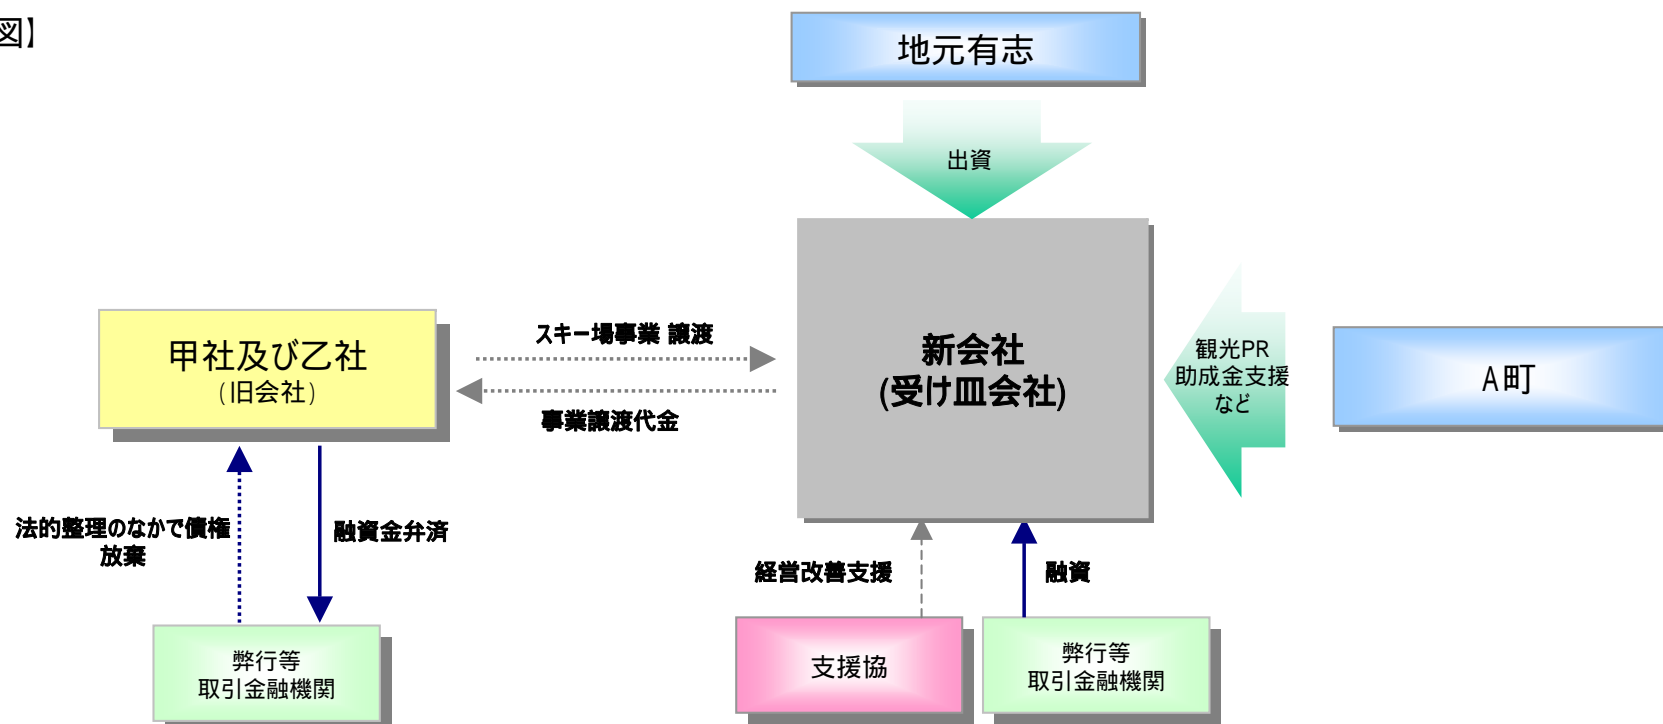 図】
地元有志
出資
スキー場事業 譲渡
甲社及び乙社
（旧会社）
事業譲渡代金
新会社
(受け皿会社)
観光PR
助成金支援
など
A町
法的整理のなかで債権
放棄
融資金弁済
経営改善支援
融資
弊行等
取引金融機関
支援協
弊行等
取引金融機関